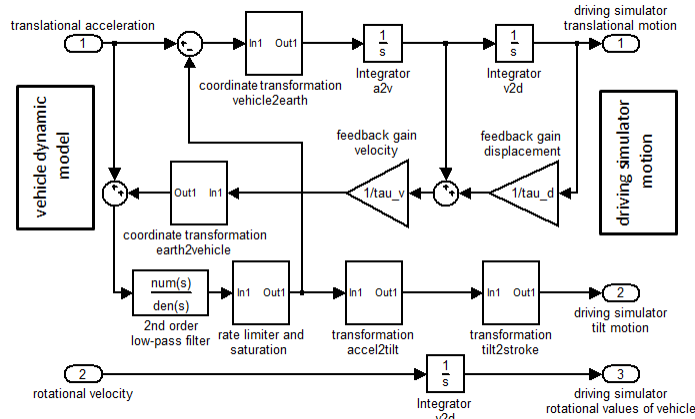 translational acceleration
1
+
-
In1 Out1
coordinate transformation
vehicle2earth
1
s
Integrator
a2v
1
s
Integrator
v2d
driving simulator
translational motion
1
vehicle dynamic
model
feedback gain
velocity
feedback gain
displacement
driving simulator
motion
+
+
Out1 In1
coordinate transformation
earth2vehicle
1/tau_v
+
+
1/tau_d
num(s)
den(s)
2nd order
low-pass filter
In1 Out1
rate limiter and
saturation
In1 Out1
transformation
accel2tilt
In1 Out1
transformation
tilt2stroke
2
driving simulator
tilt motion
2
rotational velocity
1
s
Integrator
v2d
3
driving simulator
rotational values of vehicle